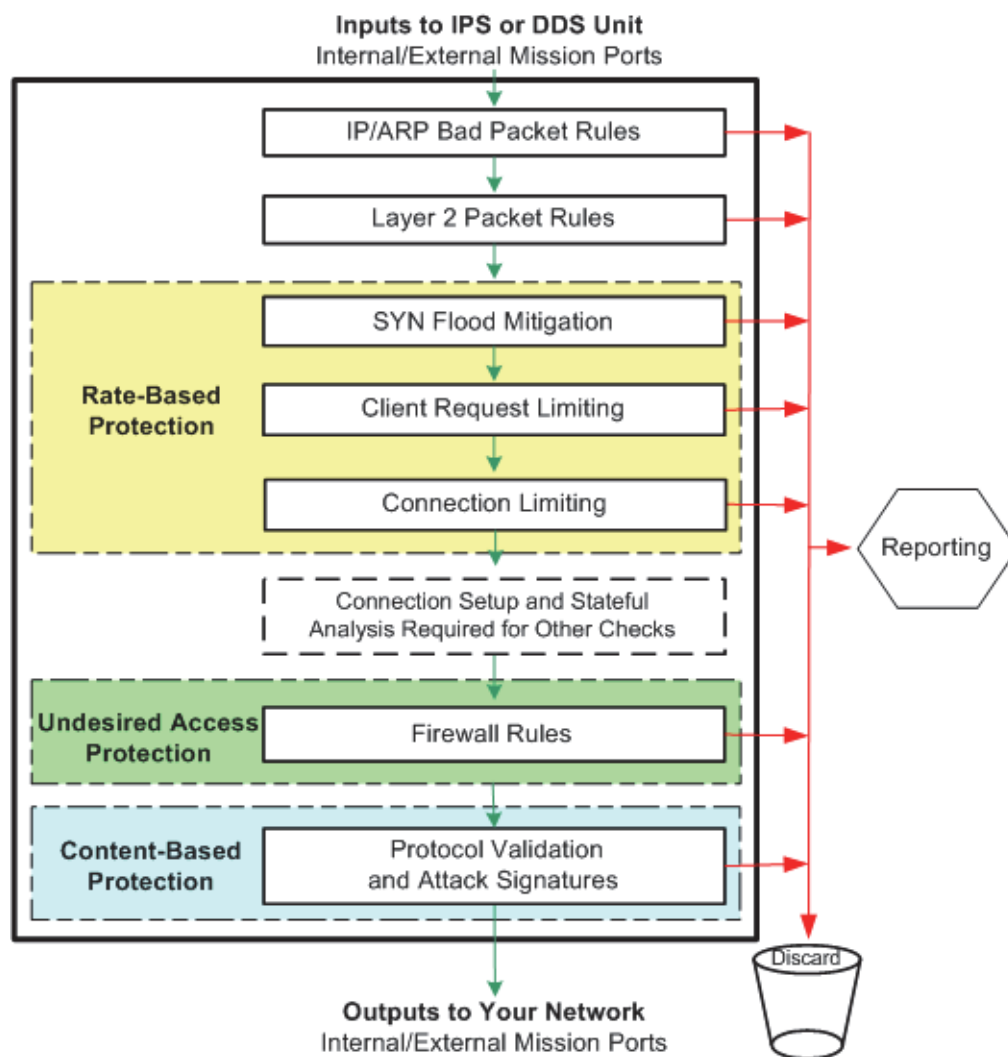 Inputs to IPS or DDS Unit
Internal/External Mission Ports
IP/ARP Bad Packet Rules
Layer 2 Packet Rules
SYN Flood Mitigation
Rate-Based
Protection
Client Request Limiting
Connection Limiting
Reporting
Connection Setup and Stateful
Analysis Required for Other Checks
Undesired Access
Protection
Firewall Rules
Content-Based
Protection
Protocol Validation
and Attack Signatures
Discard
Outputs to Your Network
Internal/External Mission Ports